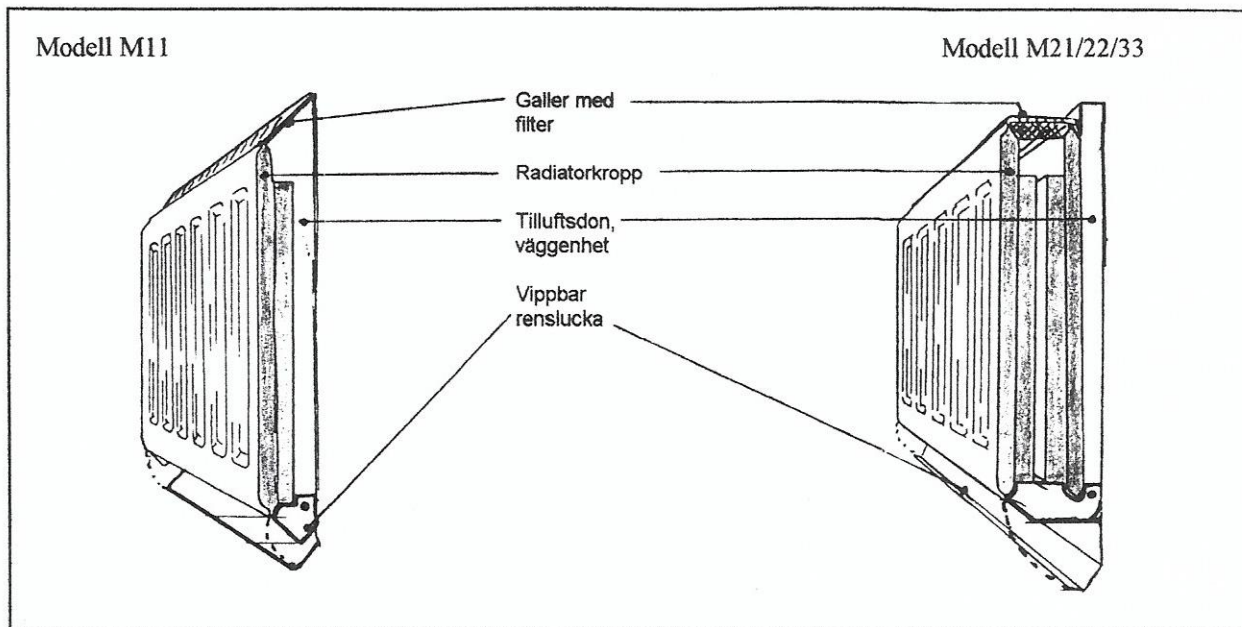 Modell M11
Modell M21/22/33
Galler med
filter
Radiatorkropp
Tilluftsdon,
väggenhet
Vippbar
renslucka